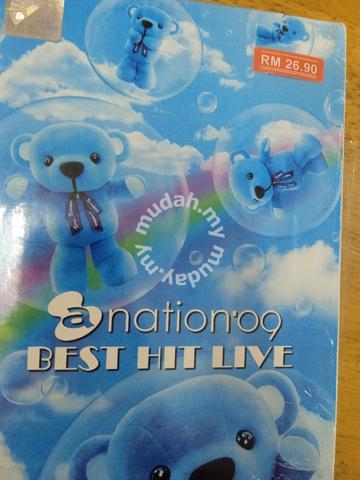 RM 26.90
mudah.my
mudah.my
a nation'09
BEST HIT LIVE